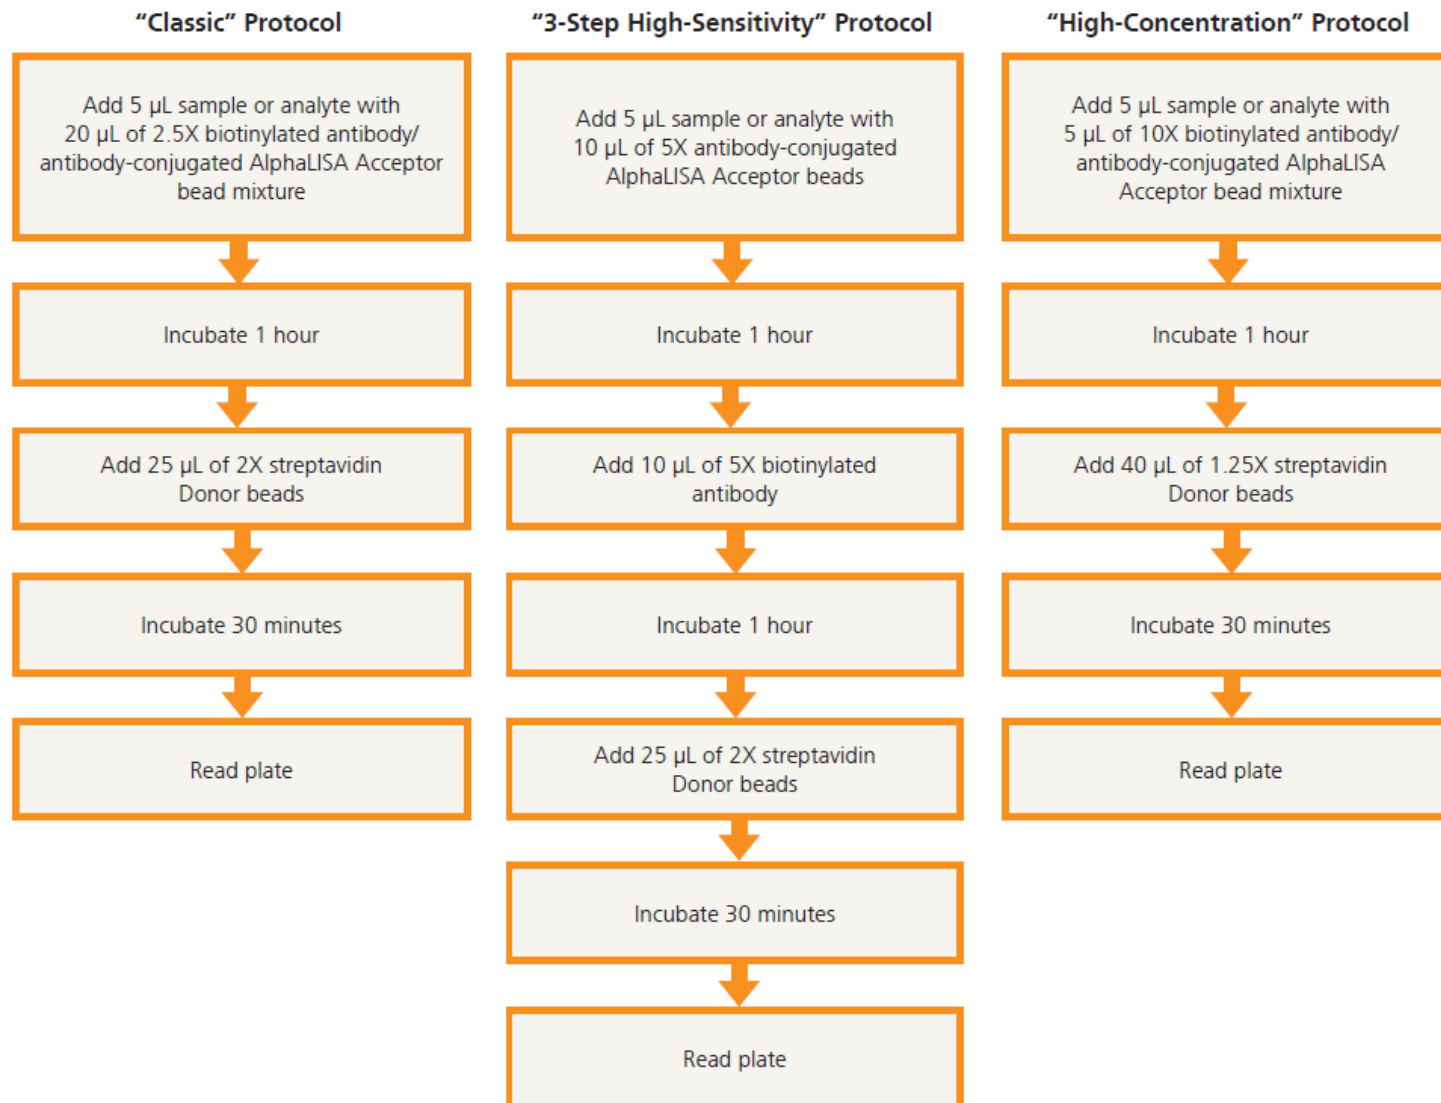 “Classic” Protocol
Add 5 µL sample or analyte with
20 µL of 2.5X biotinylated antibody/
antibody-conjugated AlphaLISA Acceptor
bead mixture
Incubate 1 hour
Add 25 µL of 2X streptavidin
Donor beads
Incubate 30 minutes
Read plate
“3-Step High-Sensitivity” Protocol
Add 5 µL sample or analyte with
10 µL of 5X antibody-conjugated
AlphaLISA Acceptor beads
Incubate 1 hour
Add 10 µL of 5X biotinylated
antibody
Incubate 1 hour
Add 25 µL of 2X streptavidin
Donor beads
Incubate 30 minutes
Read plate
“High-Concentration” Protocol
Add 5 µL sample or analyte with
5 µL of 10X biotinylated antibody/
antibody-conjugated AlphaLISA
Acceptor bead mixture
Incubate 1 hour
Add 40 µL of 1.25X streptavidin
Donor beads
Incubate 30 minutes
Read plate